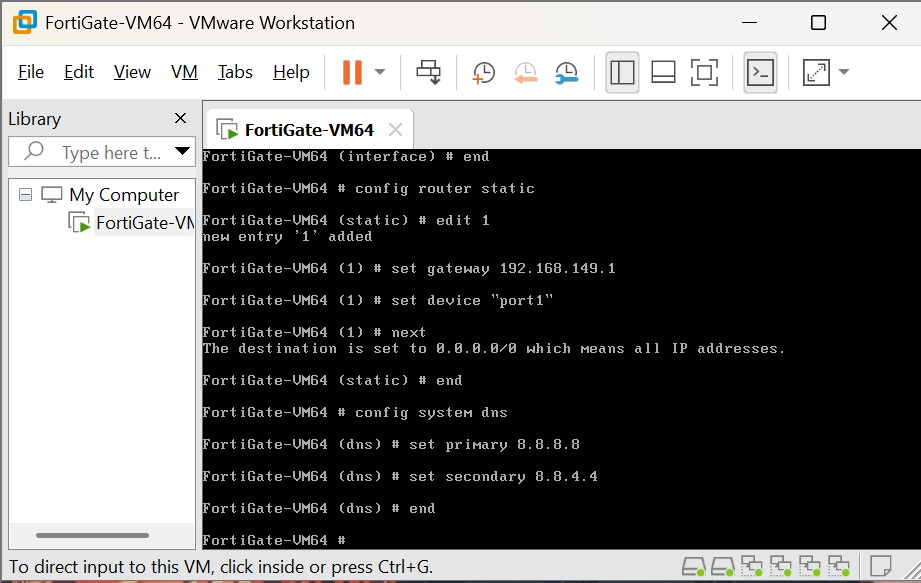 FortiGate-VM64 - VMware Workstation
File Edit View VM Tabs Help
Library
Type here t...
My Computer
FortiGate-VM
FortiGate-VM64
FortiGate-VM64 (interface) # end
FortiGate-VM64 # config router static
FortiGate-VM64 (static) # edit 1
new entry '1' added
FortiGate-VM64 (1) # set gateway 192.168.149.1
FortiGate-VM64 (1) # set device "port1"
FortiGate-VM64 (1) # next
The destination is set to 0.0.0.0/0 which means all IP addresses.
FortiGate-VM64 (static) # end
FortiGate-VM64 # config system dns
FortiGate-VM64 (dns) # set primary 8.8.8.8
FortiGate-VM64 (dns) # set secondary 8.8.4.4
FortiGate-VM64 (dns) # end
FortiGate-VM64 #
To direct input to this VM, click inside or press Ctrl+G.